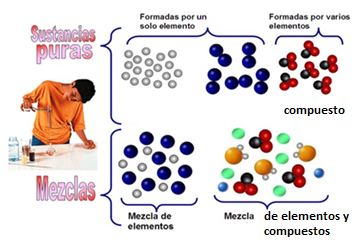 Sustancias
puras
Formadas por un
solo elemento
Formadas por varios
elementos
compuesto
Mezclas
Mezcla de
elementos
Mezcla de elementos y
compuestos